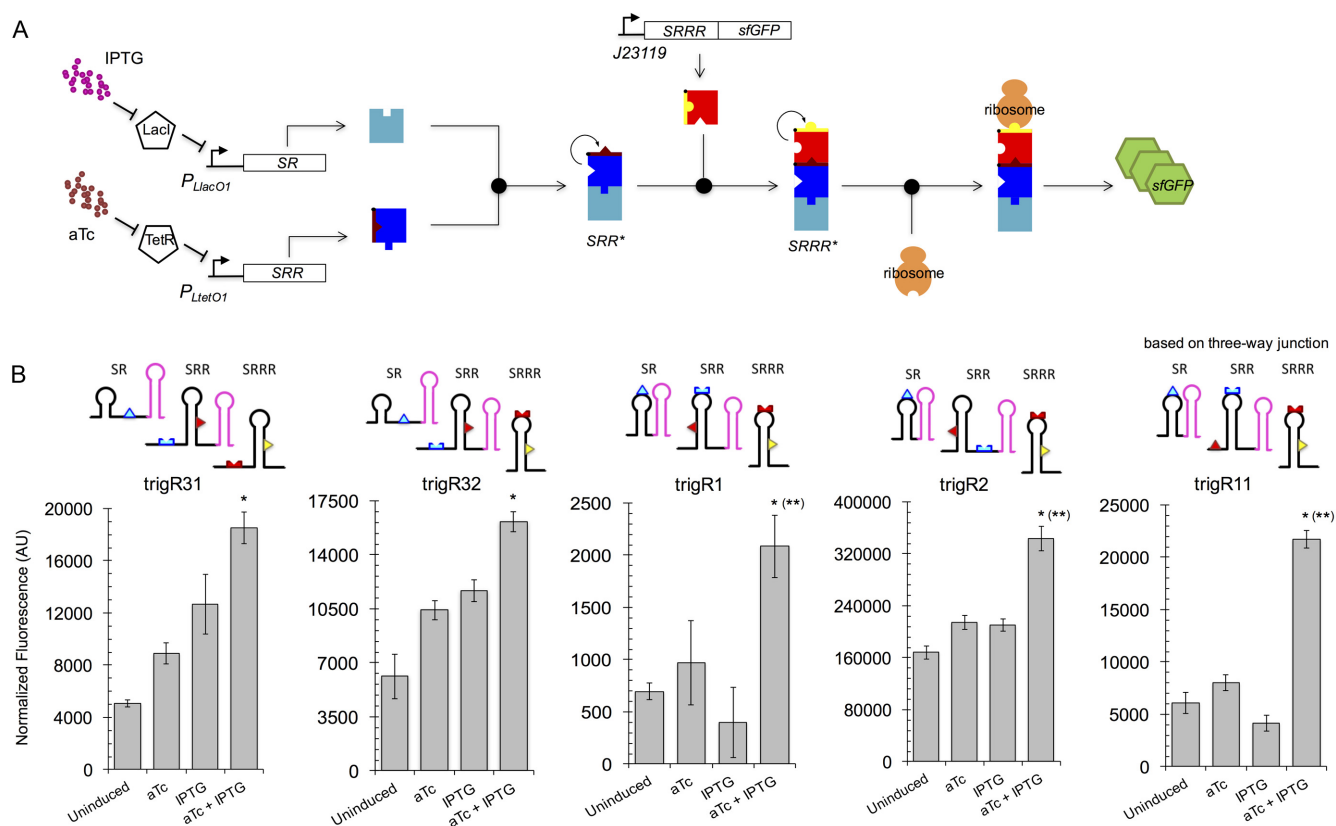 A
SRRR sfGFP
J23119
IPTG
LacI
SR
P_LlacO1
aTc
TetR
SRR
P_LtetO1
SRR*
SRRR*
ribosome
ribosome
sfGFP
B
SR SRR SRRR
trigR31
SR SRR SRRR
trigR32
SR SRR SRRR
trigR1
SR SRR SRRR
trigR2
based on three-way junction
SR SRR SRRR
trigR11
Normalized Fluorescence (AU)
20000
16000
12000
8000
4000
0
*
Uninduced
aTc
IPTG
aTc + IPTG
17500
14000
10500
7000
3500
0
*
Uninduced
aTc
IPTG
aTc + IPTG
2500
2000
1500
1000
500
0
* (**)
Uninduced
aTc
IPTG
aTc + IPTG
400000
320000
240000
160000
80000
0
* (**)
Uninduced
aTc
IPTG
aTc + IPTG
25000
20000
15000
10000
5000
0
* (**)
Uninduced
aTc
IPTG
aTc + IPTG